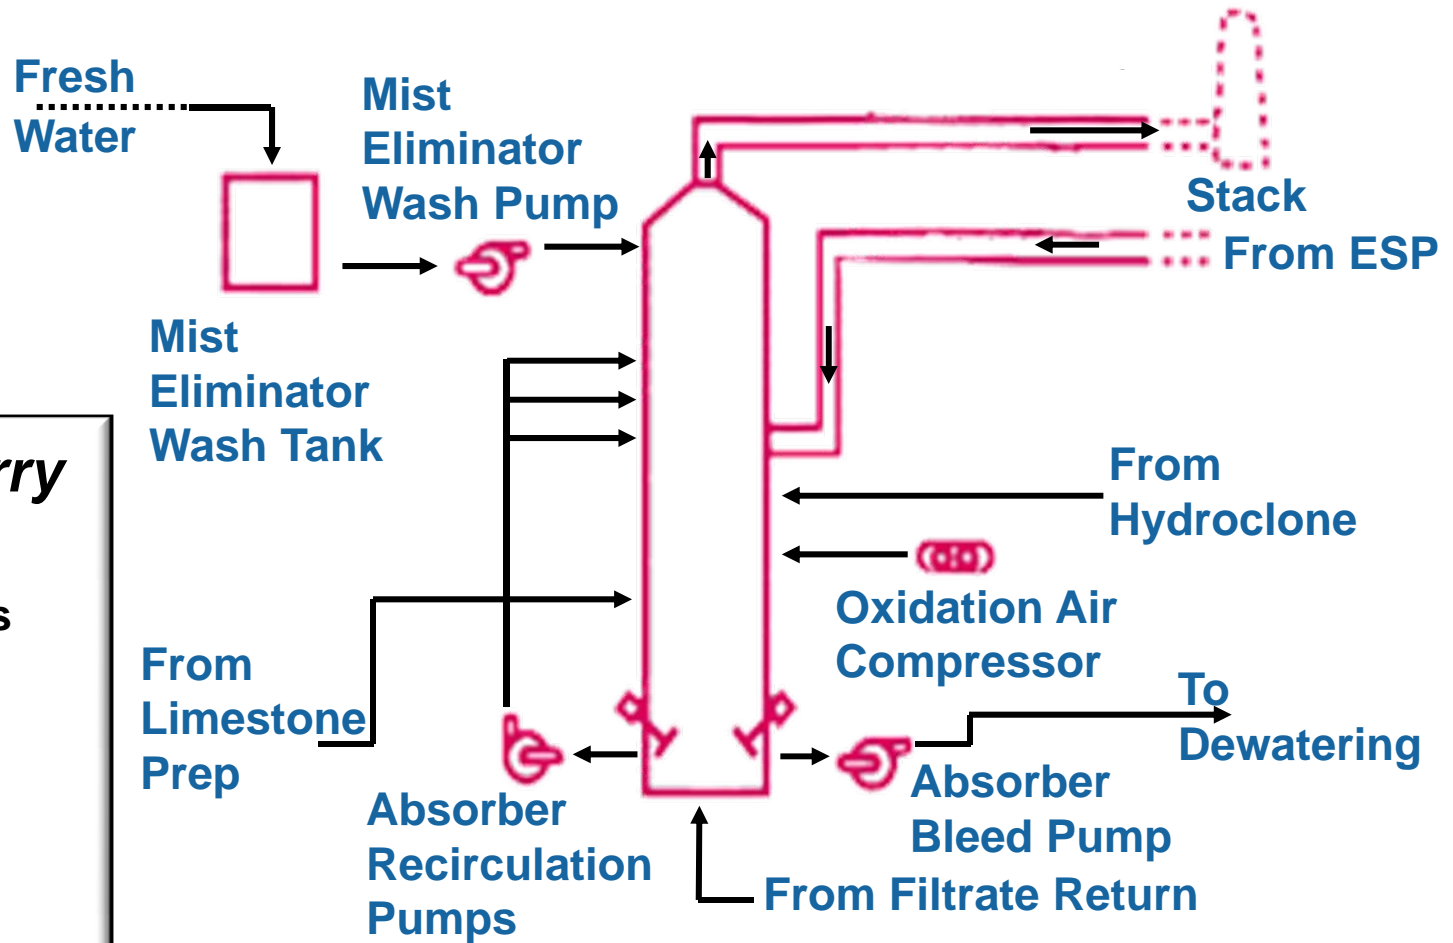 Fresh
Water
Mist
Eliminator
Wash Pump
Stack
From ESP
Mist
Eliminator
Wash Tank
From
Hydroclone
Oxidation Air
Compressor
From
Limestone
Prep
To
Dewatering
Absorber
Recirculation
Pumps
Absorber
Bleed Pump
From Filtrate Return